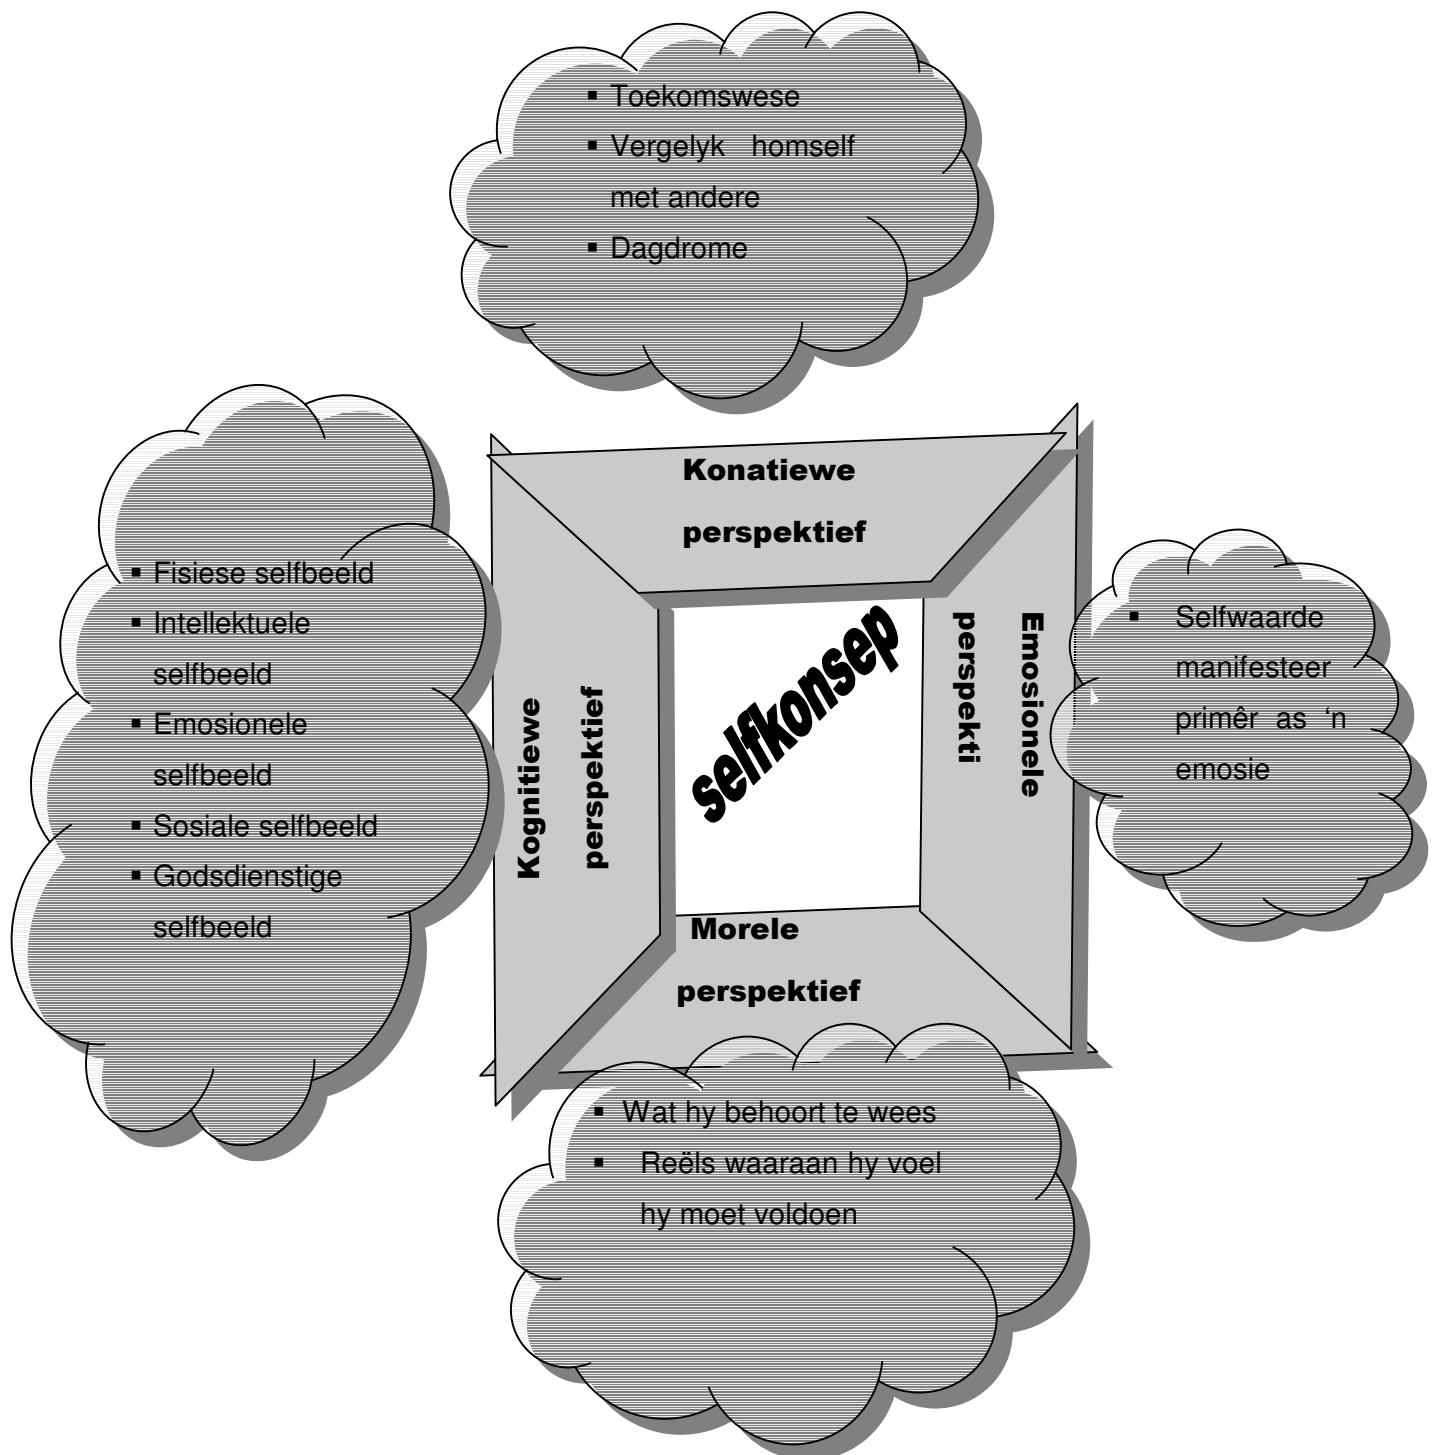 ▪ Toekomswese
▪ Vergelyk homself
met andere
▪ Dagdrome
Konatiewe
perspektief
▪ Fisiese selfbeeld
▪ Intellektuele
selfbeeld
▪ Emosionele
selfbeeld
▪ Sosiale selfbeeld
▪ Godsdienstige
selfbeeld
Kognitiewe
perspektief
selfkonsep
Emosionele
perspekti
▪ Selfwaarde
manifesteer
primêr as ‘n
emosie
Morele
perspektief
▪ Wat hy behoort te wees
▪ Reëls waaraan hy voel
hy moet voldoen